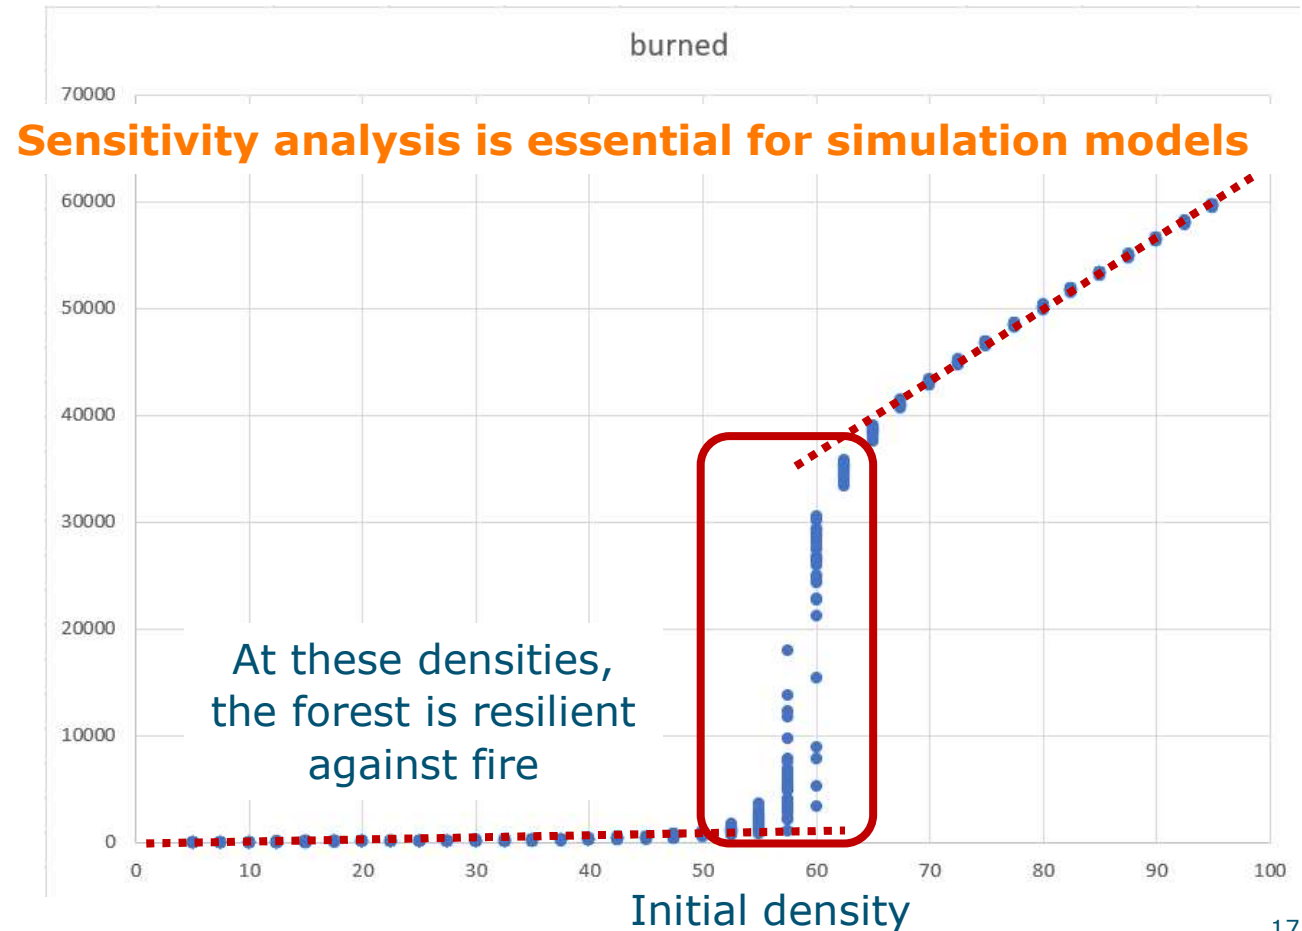 burned
70000
Sensitivity analysis is essential for simulation models
60000
50000
40000
30000
20000
At these densities,
the forest is resilient
against fire
10000
0
0 10 20 30 40 50 60 70 80 90 100
Initial density
17